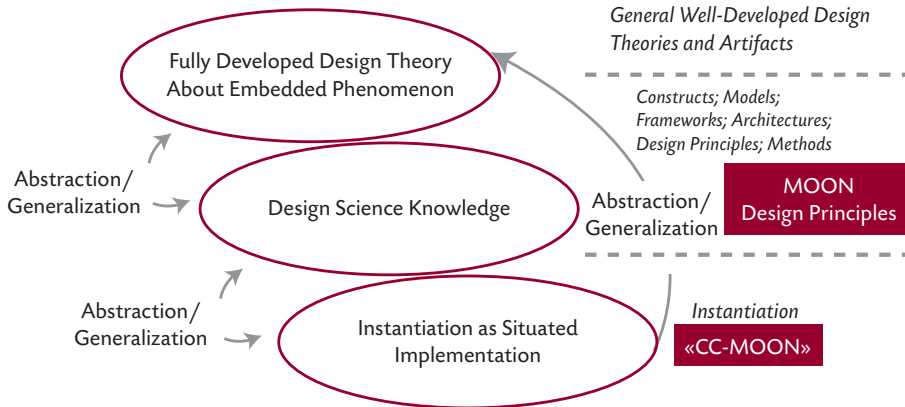 General Well-Developed Design
Theories and Artifacts
Fully Developed Design Theory
About Embedded Phenomenon
Constructs; Models;
Frameworks; Architectures;
Design Principles; Methods
Abstraction/
Generalization
Design Science Knowledge
Abstraction/
Generalization
MOON
Design Principles
Abstraction/
Generalization
Instantiation as Situated
Implementation
Instantiation
«CC-MOON»